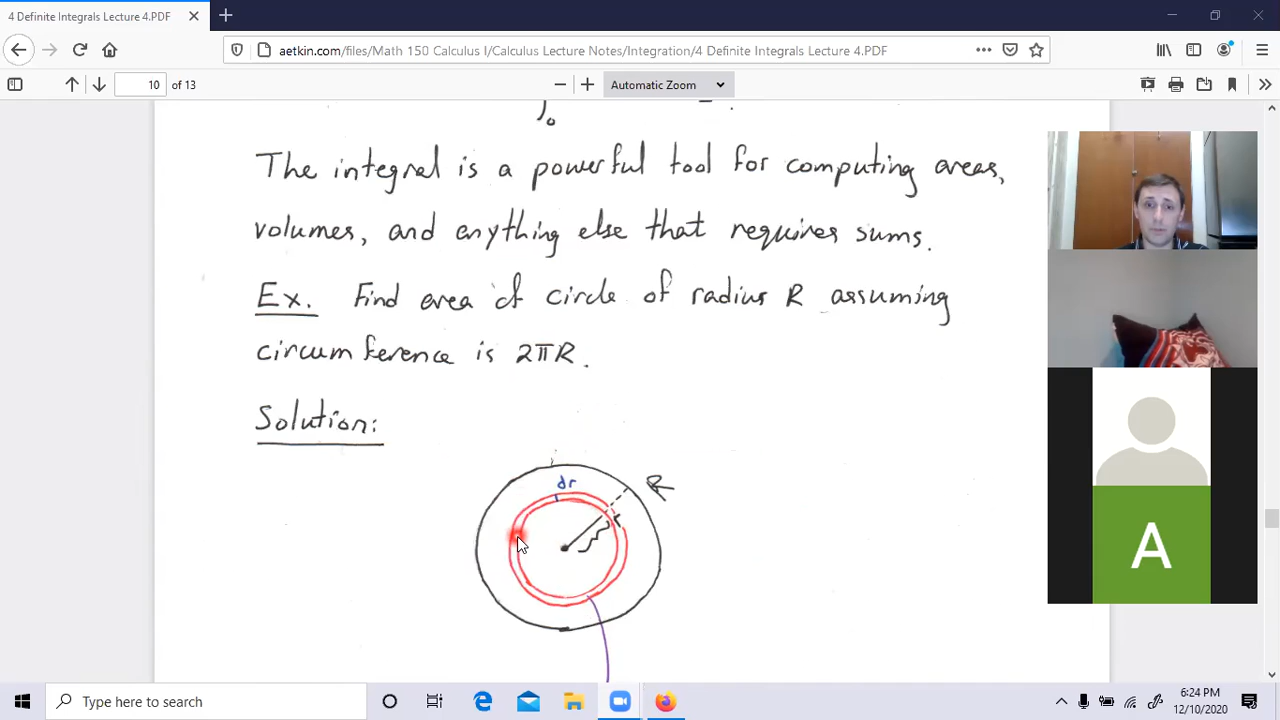 4 Definite Integrals Lecture 4.PDF
aetkin.com/files/Math 150 Calculus I/Calculus Lecture Notes/Integration/4 Definite Integrals Lecture 4.PDF
10 of 13
Automatic Zoom
The integral is a powerful tool for computing areas,
volumes, and anything else that requires sums.
Ex. Find area of circle of radius R assuming
circumference is 2πR.
Solution:
dr
R
r
A
Type here to search
6:24 PM
12/10/2020